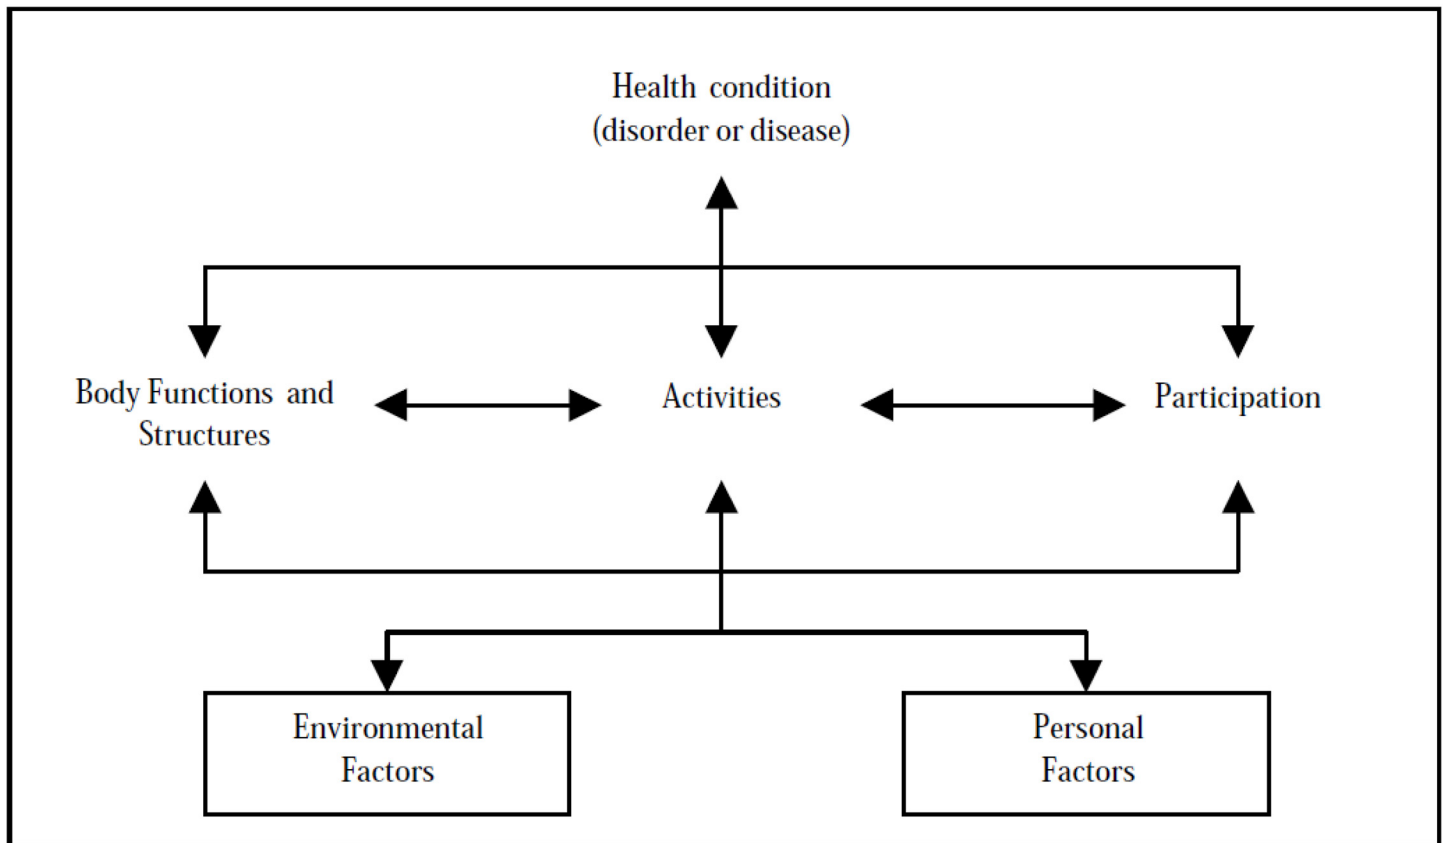 Health condition
(disorder or disease)
Body Functions and
Structures
Activities
Participation
Environmental
Factors
Personal
Factors